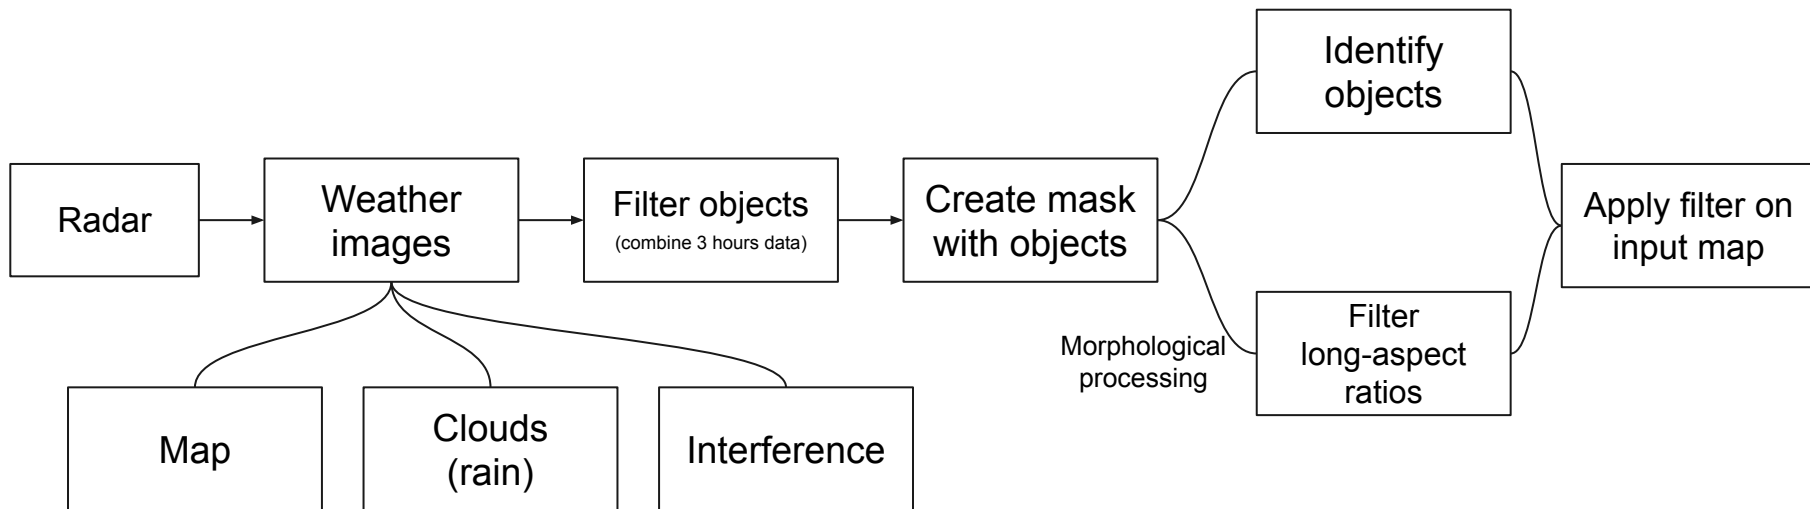 Radar
Weather
images
Filter objects
(combine 3 hours data)
Create mask
with objects
Identify
objects
Morphological
processing
Filter
long-aspect
ratios
Apply filter on
input map
Map
Clouds
(rain)
Interference